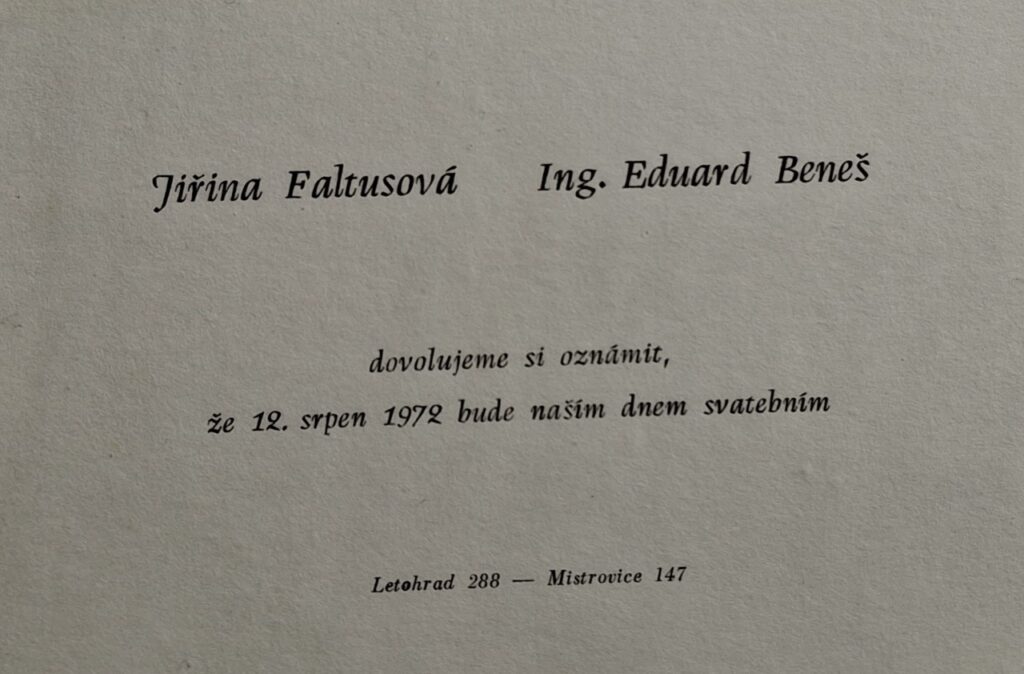 Jiřina Faltusová Ing. Eduard Beneš
dovolujeme si oznámit,
že 12. srpen 1972 bude naším dnem svatebním
Letohrad 288 — Mistrovice 147